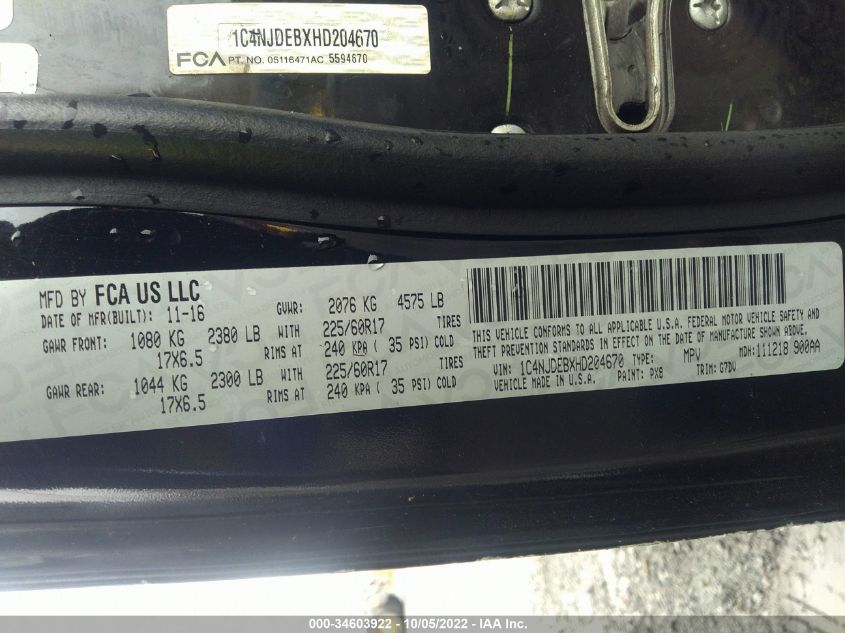 1C4NJDEBXHD204670
FCA PT. NO. 05116471AC 5594670
MFD BY FCA US LLC
DATE OF MFR(BUILT): 11-16
GVWR: 2076 KG 4575 LB
GAWR FRONT: 1080 KG 2380 LB WITH 225/60R17 TIRES
17X6.5 RIMS AT 240 KPA ( 35 PSI) COLD
GAWR REAR: 1044 KG 2300 LB WITH 225/60R17 TIRES
17X6.5 RIMS AT 240 KPA ( 35 PSI) COLD
THIS VEHICLE CONFORMS TO ALL APPLICABLE U.S.A. FEDERAL MOTOR VEHICLE SAFETY AND
THEFT PREVENTION STANDARDS IN EFFECT ON THE DATE OF MANUFACTURE SHOWN ABOVE.
VIN: 1C4NJDEBXHD204670 TYPE: MPV MDH: 111218 900AA
VEHICLE MADE IN U.S.A. PAINT: PX8 TRIM: G7DV
000-34603922 - 10/05/2022 - IAA Inc.